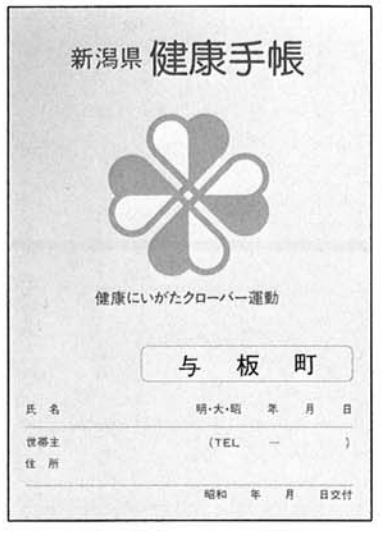 新潟県 健康手帳
健康にいがたクローバー運動
与板町
氏 名 明・大・昭 年 月 日
世帯主 (TEL — )
住 所
昭和 年 月 日交付